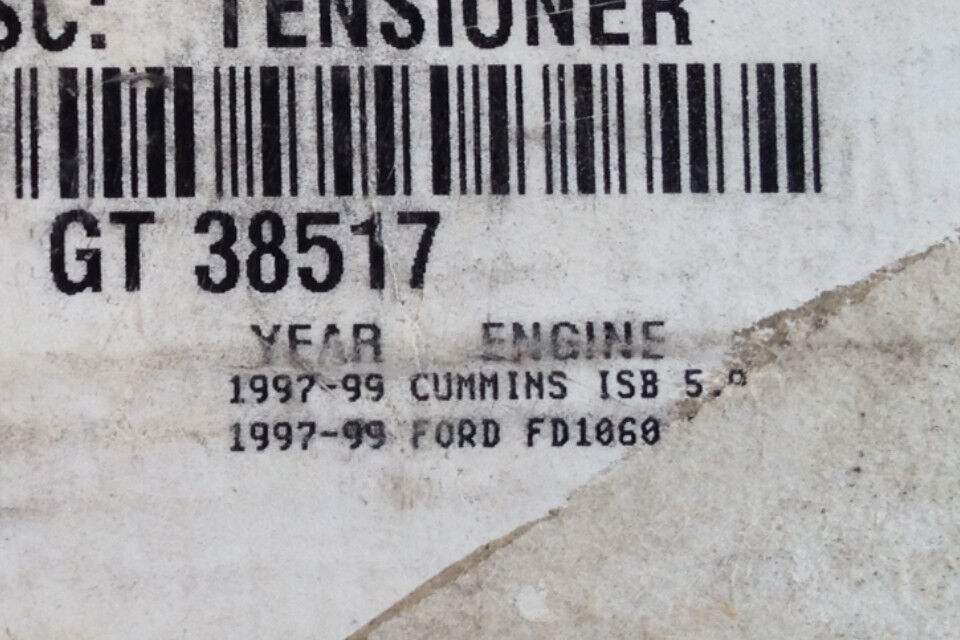 SC: TENSIONER
GT 38517
YEAR ENGINE
1997-99 CUMMINS ISB
1997-99 FORD FD1060